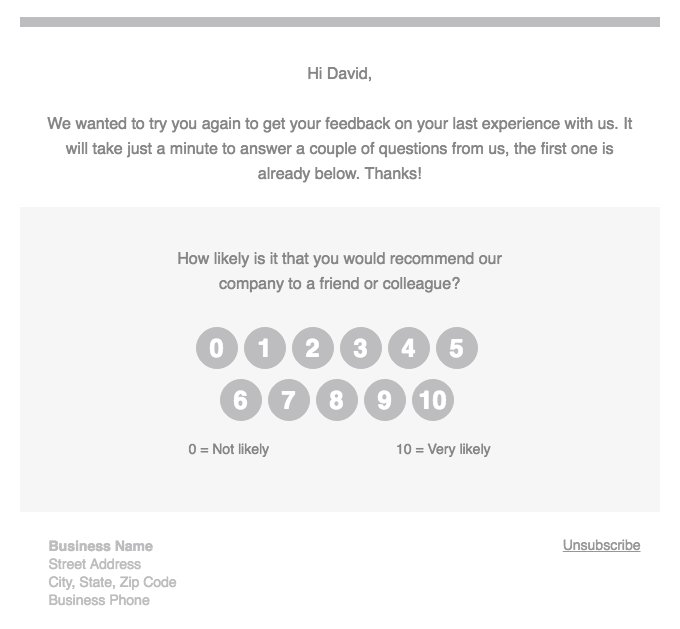 Hi David,
We wanted to try you again to get your feedback on your last experience with us. It
will take just a minute to answer a couple of questions from us, the first one is
already below. Thanks!
How likely is it that you would recommend our
company to a friend or colleague?
0 1 2 3 4 5
6 7 8 9 10
0 = Not likely 10 = Very likely
Business Name Unsubscribe
Street Address
City, State, Zip Code
Business Phone